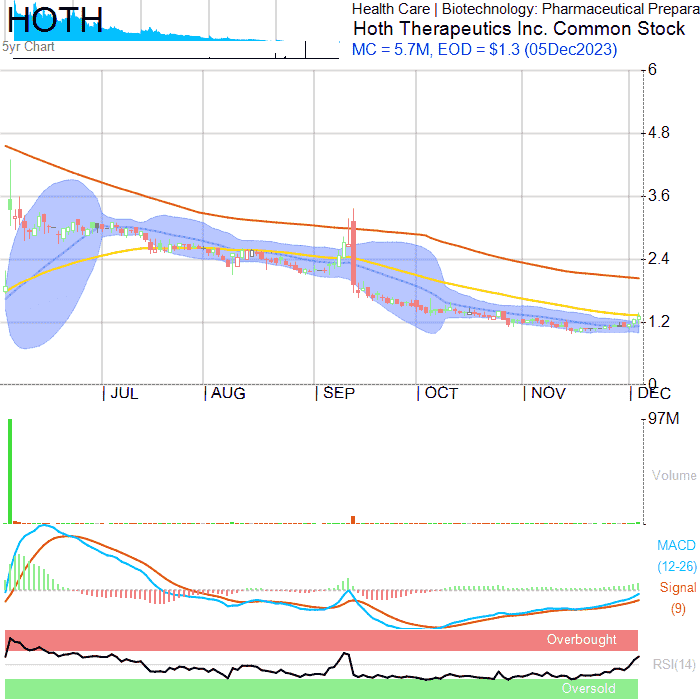 HOTH
5yr Chart
Health Care | Biotechnology: Pharmaceutical Prepara
Hoth Therapeutics Inc. Common Stock
MC = 5.7M, EOD = $1.3 (05Dec2023)
6
4.8
3.6
2.4
1.2
0
JUL
AUG
SEP
OCT
NOV
DEC
97M
Volume
MACD
(12-26)
Signal
(9)
Overbought
RSI(14)
Oversold